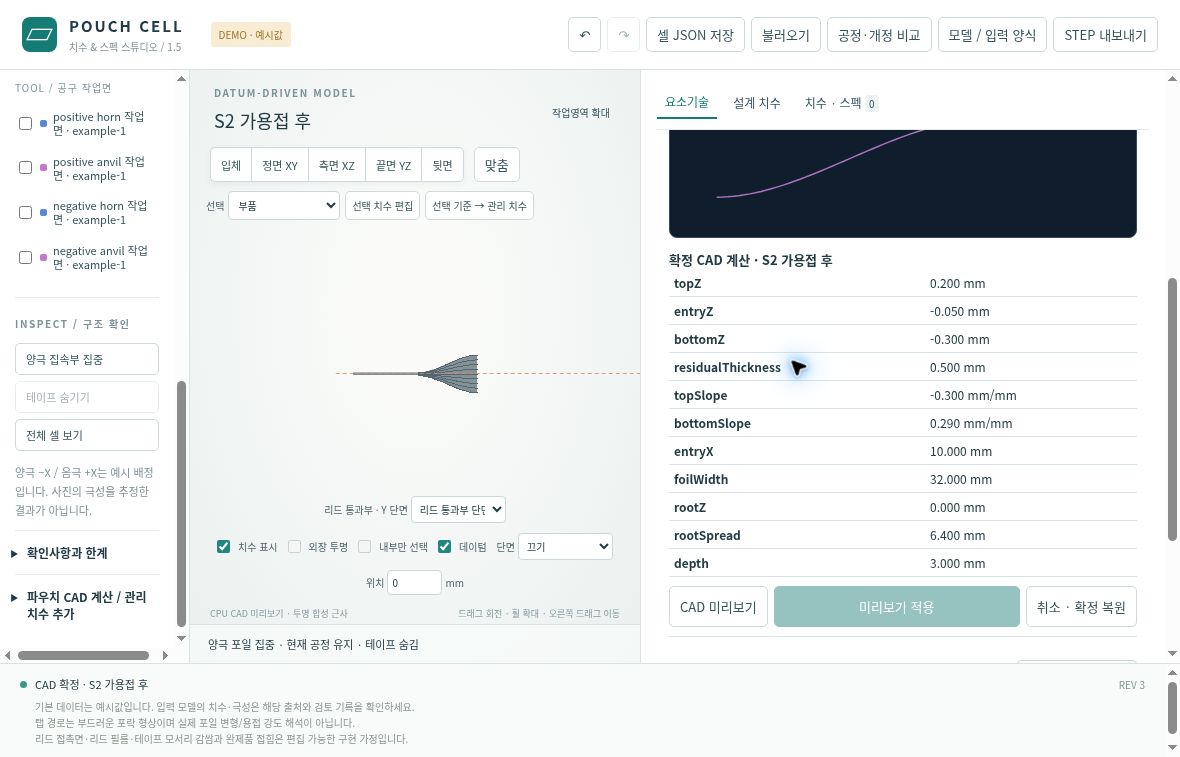 POUCH CELL
치수 & 스펙 스튜디오 / 1.5
DEMO · 예시값
↶
↷
셀 JSON 저장
불러오기
공정·개정 비교
모델 / 입력 양식
STEP 내보내기
TOOL / 공구 작업면
positive horn 작업
면 · example-1
positive anvil 작업
면 · example-1
negative horn 작업
면 · example-1
negative anvil 작업
면 · example-1
INSPECT / 구조 확인
양극 집속부 집중
테이프 숨기기
전체 셀 보기
양극 −X / 음극 +X는 예시 배정
입니다. 사진의 극성을 추정한
결과가 아닙니다.
확인사항과 한계
파우치 CAD 계산 / 관리
치수 추가
DATUM-DRIVEN MODEL
S2 가용접 후
작업영역 확대
입체
정면 XY
측면 XZ
끝면 YZ
뒷면
맞춤
선택
부품
선택 치수 편집
선택 기준 → 관리 치수
리드 통과부 · Y 단면
리드 통과부 단면
치수 표시
외장 투명
내부만 선택
데이텀
단면
끄기
위치
0
mm
CPU CAD 미리보기 · 투명 합성 근사
드래그 회전 · 휠 확대 · 오른쪽 드래그 이동
양극 포일 집중 · 현재 공정 유지 · 테이프 숨김
요소기술
설계 치수
치수 · 스펙 0
확정 CAD 계산 · S2 가용접 후
topZ 0.200 mm
entryZ -0.050 mm
bottomZ -0.300 mm
residualThickness 0.500 mm
topSlope -0.300 mm/mm
bottomSlope 0.290 mm/mm
entryX 10.000 mm
foilWidth 32.000 mm
rootZ 0.000 mm
rootSpread 6.400 mm
depth 3.000 mm
CAD 미리보기
미리보기 적용
취소 · 확정 복원
CAD 확정 · S2 가용접 후
REV 3
기본 데이터는 예시값입니다. 입력 모델의 치수·극성은 해당 출처와 검토 기록을 확인하세요.
탭 경로는 부드러운 포락 형상이며 실제 포일 변형/용접 강도 해석이 아닙니다.
리드 접촉면·리드 필름·테이프 모서리 감쌈과 완제품 접힘은 편집 가능한 구현 가정입니다.